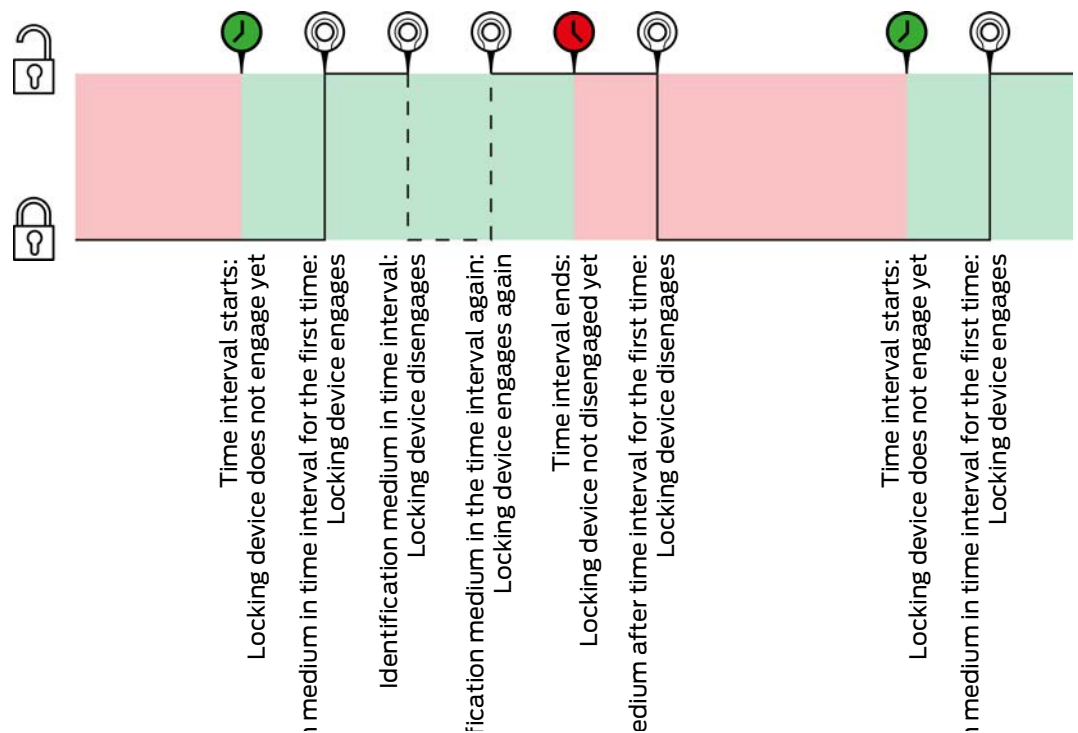 Time interval starts:
Locking device does not engage yet
medium in time interval for the first time:
Locking device engages
Identification medium in time interval:
Locking device disengages
medium in the time interval again:
Locking device engages again
Time interval ends:
Locking device not disengaged yet
after time interval for the first time:
Locking device disengages
Time interval starts:
Locking device does not engage yet
medium in time interval for the first time:
Locking device engages